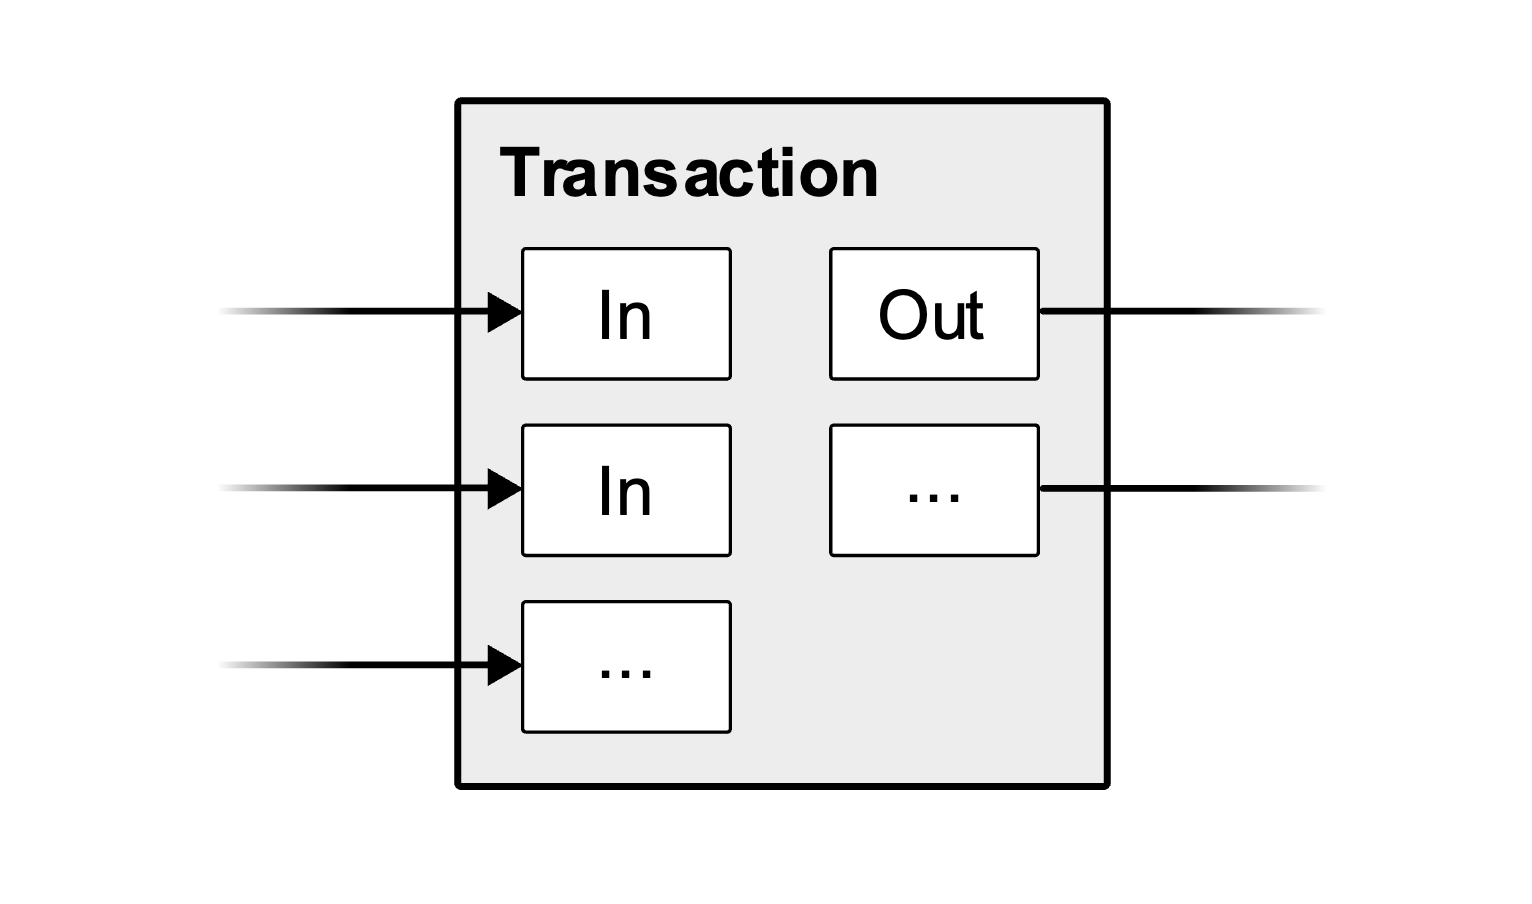 Transaction
In Out
In ...
...